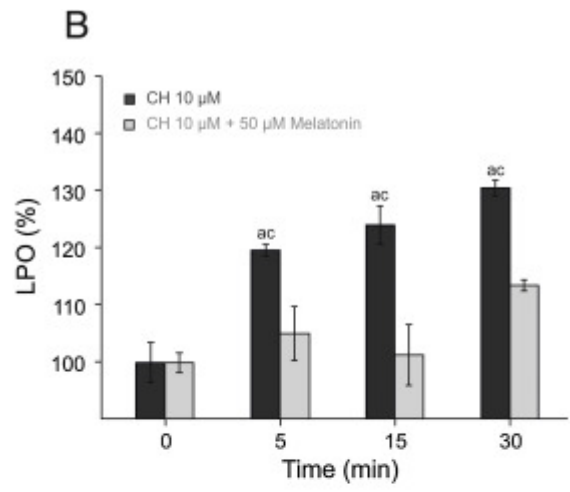 B
150
140
130
120
110
100
LPO (%)
CH 10 µM
CH 10 µM + 50 µM Melatonin
ac
ac
ac
0 5 15 30
Time (min)